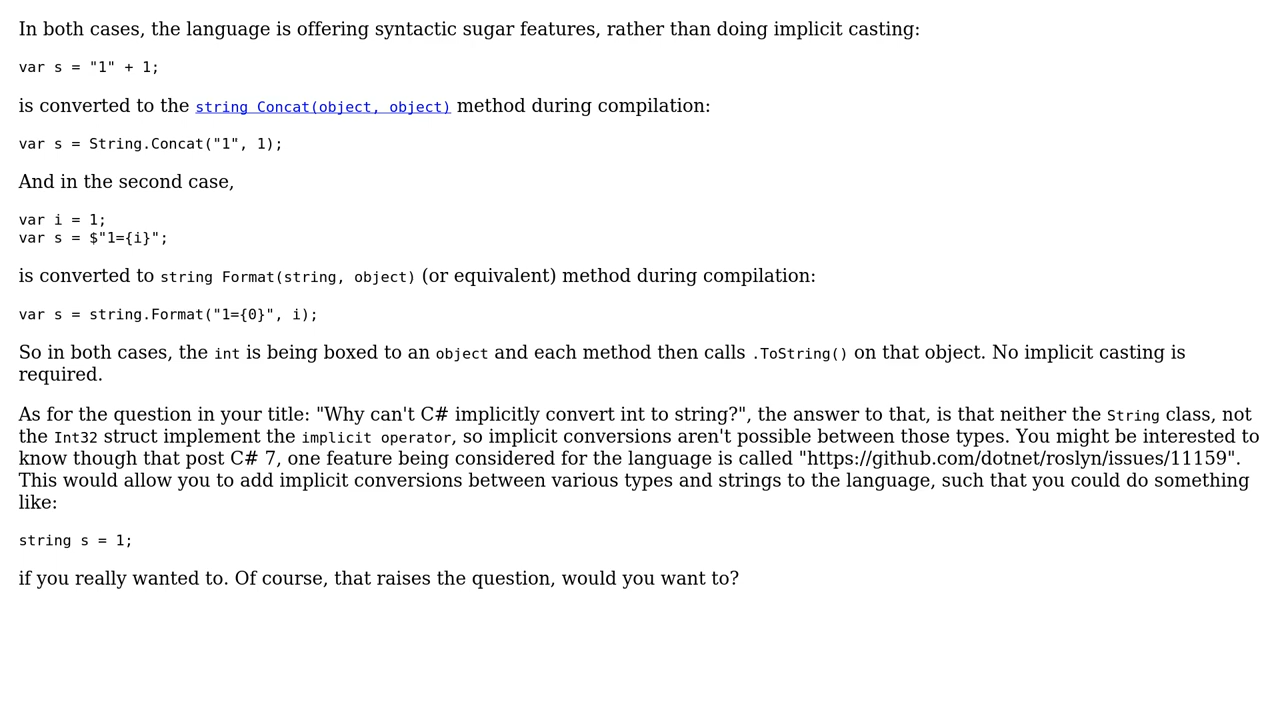 In both cases, the language is offering syntactic sugar features, rather than doing implicit casting:
var s = "1" + 1;
is converted to the string Concat(object, object) method during compilation:
var s = String.Concat("1", 1);
And in the second case,
var i = 1;
var s = $"1={i}";
is converted to string Format(string, object) (or equivalent) method during compilation:
var s = string.Format("1={0}", i);
So in both cases, the int is being boxed to an object and each method then calls .ToString() on that object. No implicit casting is
required.
As for the question in your title: "Why can't C# implicitly convert int to string?", the answer to that, is that neither the String class, not
the Int32 struct implement the implicit operator, so implicit conversions aren't possible between those types. You might be interested to
know though that post C# 7, one feature being considered for the language is called "https://github.com/dotnet/roslyn/issues/11159".
This would allow you to add implicit conversions between various types and strings to the language, such that you could do something
like:
string s = 1;
if you really wanted to. Of course, that raises the question, would you want to?